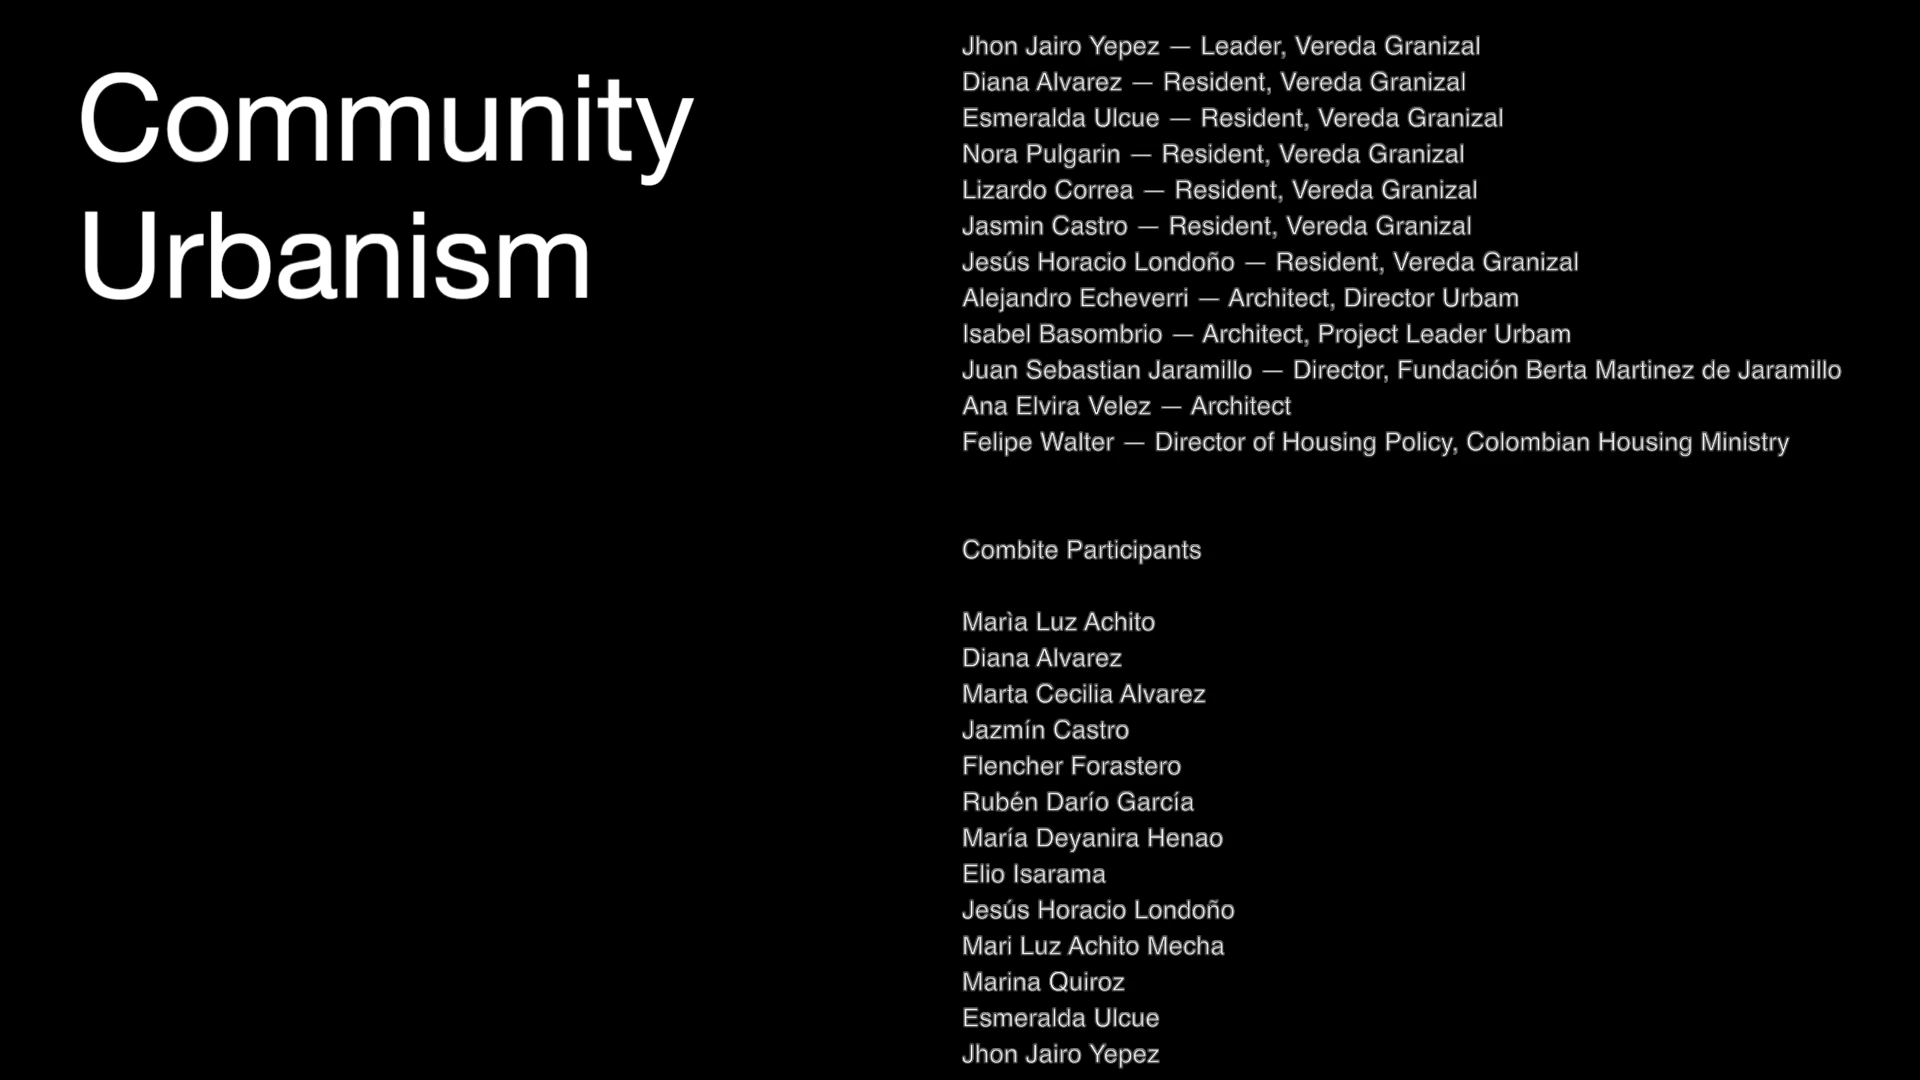 Community
Urbanism
Jhon Jairo Yepez — Leader, Vereda Granizal
Diana Alvarez — Resident, Vereda Granizal
Esmeralda Ulcue — Resident, Vereda Granizal
Nora Pulgarin — Resident, Vereda Granizal
Lizardo Correa — Resident, Vereda Granizal
Jasmin Castro — Resident, Vereda Granizal
Jesús Horacio Londoño — Resident, Vereda Granizal
Alejandro Echeverri — Architect, Director Urbam
Isabel Basombrio — Architect, Project Leader Urbam
Juan Sebastian Jaramillo — Director, Fundación Berta Martinez de Jaramillo
Ana Elvira Velez — Architect
Felipe Walter — Director of Housing Policy, Colombian Housing Ministry
Combite Participants
Marìa Luz Achito
Diana Alvarez
Marta Cecilia Alvarez
Jazmín Castro
Flencher Forastero
Rubén Darío García
María Deyanira Henao
Elio Isarama
Jesús Horacio Londoño
Mari Luz Achito Mecha
Marina Quiroz
Esmeralda Ulcue
Jhon Jairo Yepez